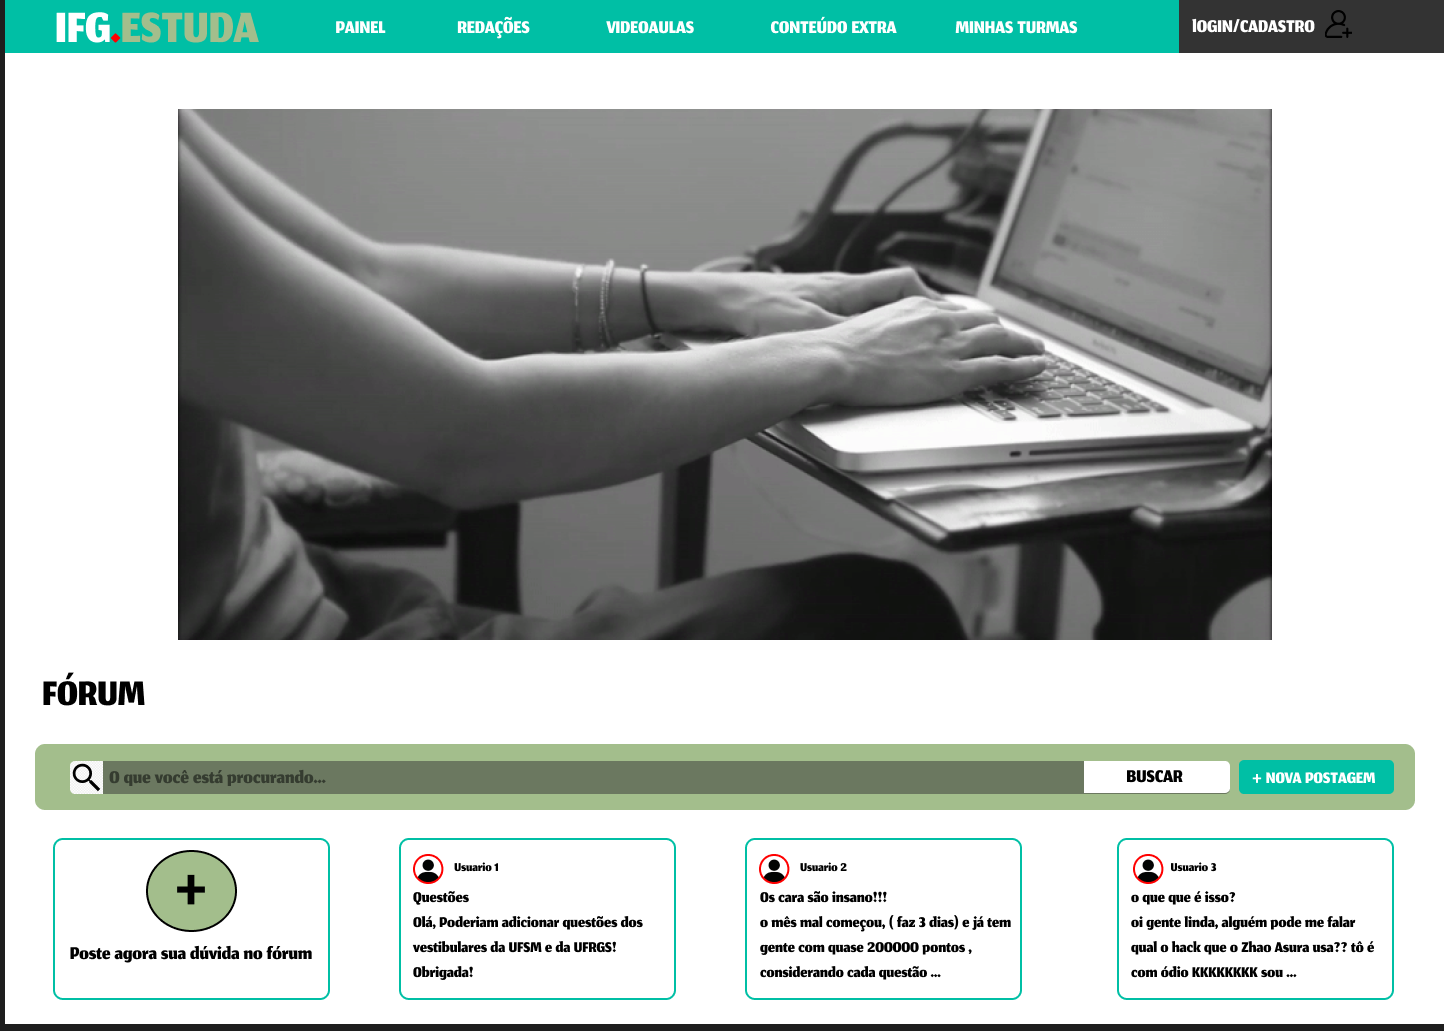 IFG.ESTUDA
PAINEL
REDAÇÕES
VIDEOAULAS
CONTEÚDO EXTRA
MINHAS TURMAS
lOGIN/CADASTRO
FÓRUM
O que você está procurando...
BUSCAR
+ NOVA POSTAGEM
Poste agora sua dúvida no fórum
Usuario 1
Questões
Olá, Poderiam adicionar questões dos
vestibulares da UFSM e da UFRGS!
Obrigada!
Usuario 2
Os cara são insano!!!
o mês mal começou, ( faz 3 dias) e já tem
gente com quase 200000 pontos ,
considerando cada questão ...
Usuario 3
o que que é isso?
oi gente linda, alguém pode me falar
qual o hack que o Zhao Asura usa?? tô é
com ódio KKKKKKKK sou ...